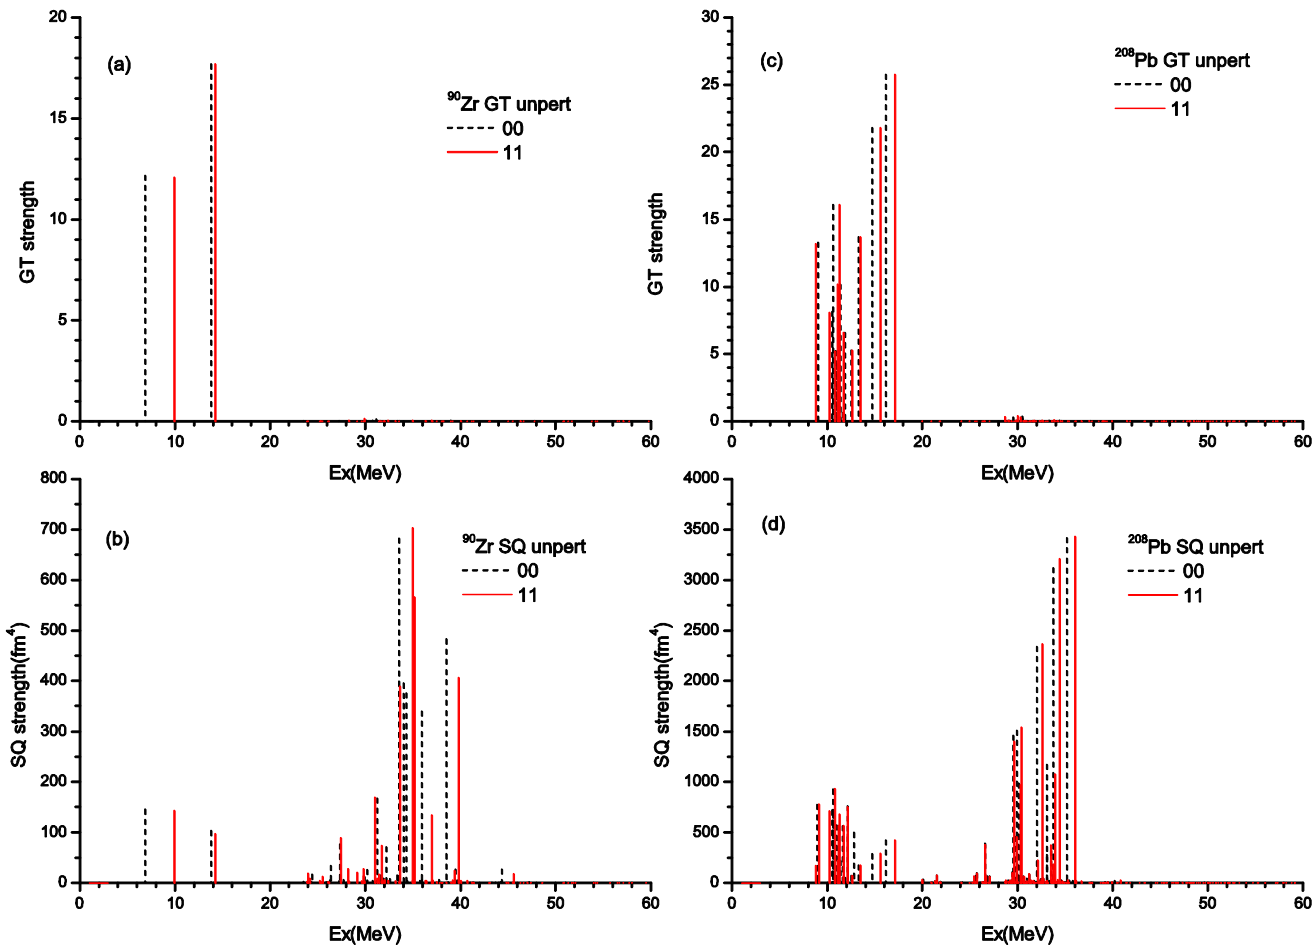 (a)
⁹⁰Zr GT unpert
00
11
GT strength
20
15
10
5
0
0 10 20 30 40 50 60
Ex(MeV)
(c)
²⁰⁸Pb GT unpert
00
11
GT strength
30
25
20
15
10
5
0
0 10 20 30 40 50 60
Ex(MeV)
(b)
⁹⁰Zr SQ unpert
00
11
SQ strength(fm⁴)
800
700
600
500
400
300
200
100
0
0 10 20 30 40 50 60
Ex(MeV)
(d)
²⁰⁸Pb SQ unpert
00
11
SQ strength(fm⁴)
4000
3500
3000
2500
2000
1500
1000
500
0
0 10 20 30 40 50 60
Ex(MeV)